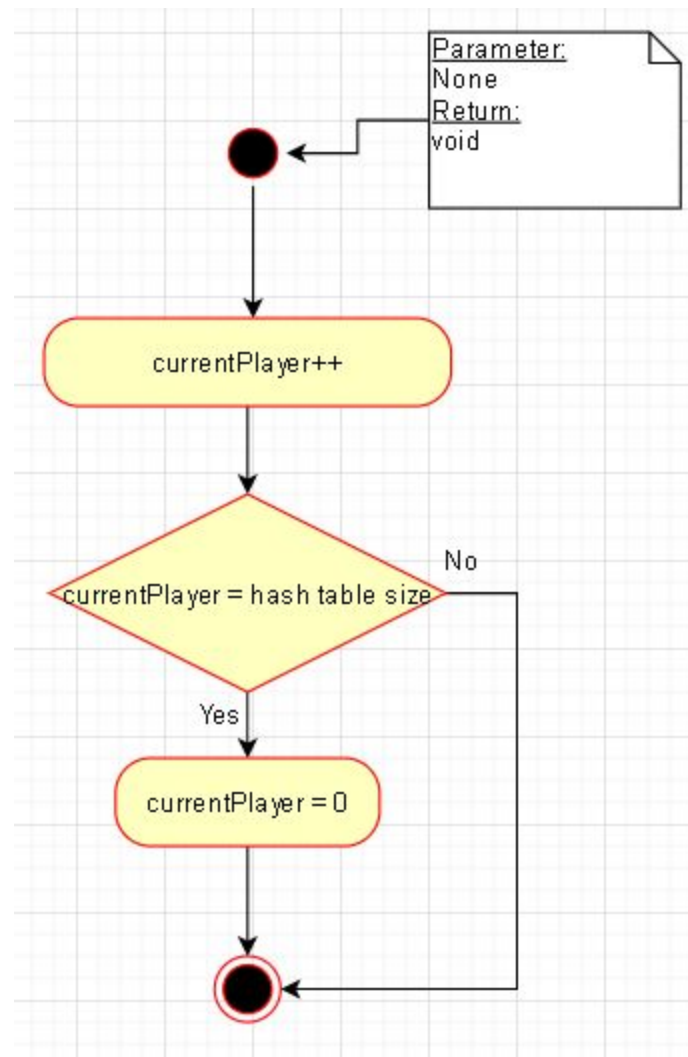 Parameter:
None
Return:
void
currentPlayer++
currentPlayer = hash table size
No
Yes
currentPlayer = 0